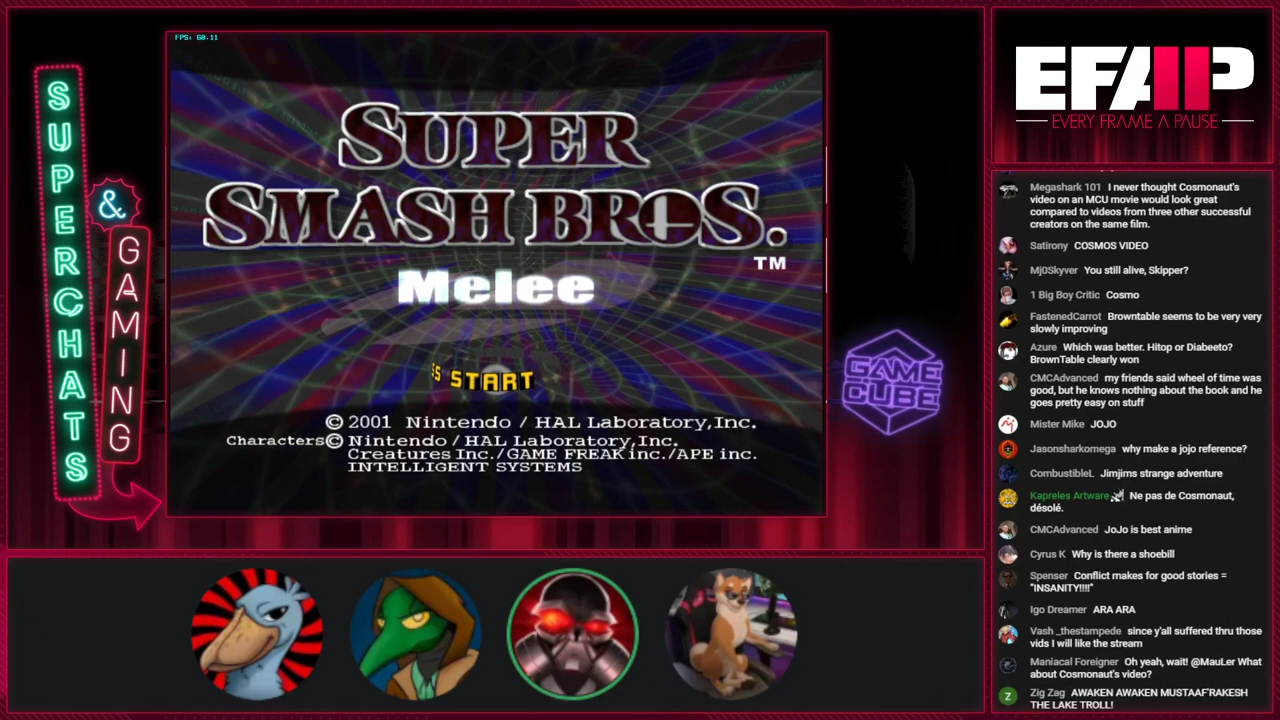 FPS: 60.11
SUPERCHATS
&
GAMING
SUPER
SMASH BROS.
TM
Melee
S START
© 2001 Nintendo / HAL Laboratory,Inc.
Characters © Nintendo / HAL Laboratory,Inc.
Creatures Inc./GAME FREAK inc./APE inc.
INTELLIGENT SYSTEMS
GAME
CUBE
EFAP
EVERY FRAME A PAUSE
Megashark 101 I never thought Cosmonaut's
video on an MCU movie would look great
compared to videos from three other successful
creators on the same film.
Satirony COSMOS VIDEO
Mj0Skyver You still alive, Skipper?
1 Big Boy Critic Cosmo
FastenedCarrot Browntable seems to be very very
slowly improving
Azure Which was better. Hitop or Diabeeto?
BrownTable clearly won
CMCAdvanced my friends said wheel of time was
good, but he knows nothing about the book and he
goes pretty easy on stuff
Mister Mike JOJO
Jasonsharkomega why make a jojo reference?
CombustibleL Jimjims strange adventure
Kapreles Artware Ne pas de Cosmonaut,
désolé.
CMCAdvanced JoJo is best anime
Cyrus K Why is there a shoebill
Spenser Conflict makes for good stories =
"INSANITY!!!!"
Igo Dreamer ARA ARA
Vash _thestampede since y'all suffered thru those
vids I will like the stream
Maniacal Foreigner Oh yeah, wait! @MauLer What
about Cosmonaut's video?
Z
Zig Zag AWAKEN AWAKEN MUSTAAF'RAKESH
THE LAKE TROLL!